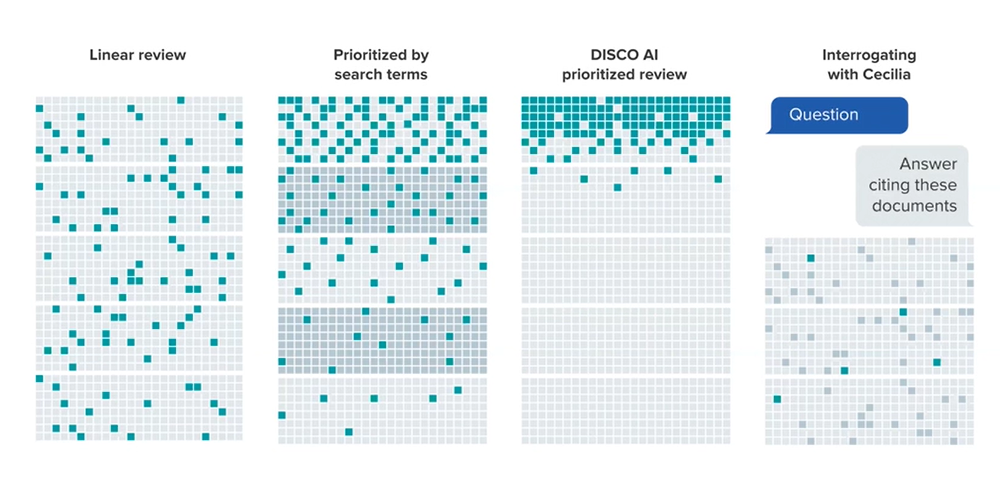 Linear review
Prioritized by
search terms
DISCO AI
prioritized review
Interrogating
with Cecilia
Question
Answer
citing these
documents